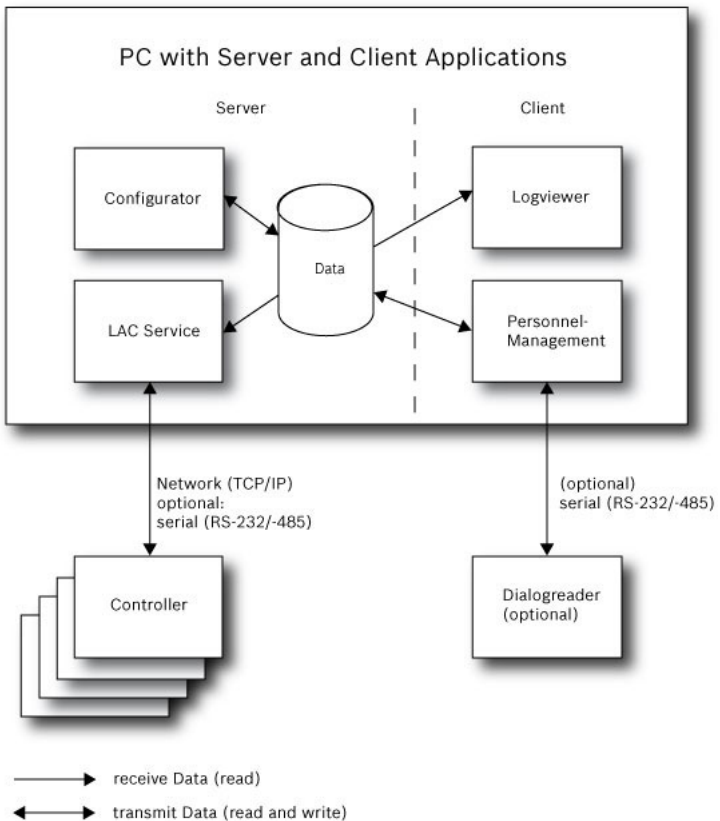 PC with Server and Client Applications
Server
Client
Configurator
Logviewer
Data
LAC Service
Personnel-
Management
Network (TCP/IP)
optional:
serial (RS-232/-485)
(optional)
serial (RS-232/-485)
Controller
Dialogreader
(optional)
receive Data (read)
transmit Data (read and write)